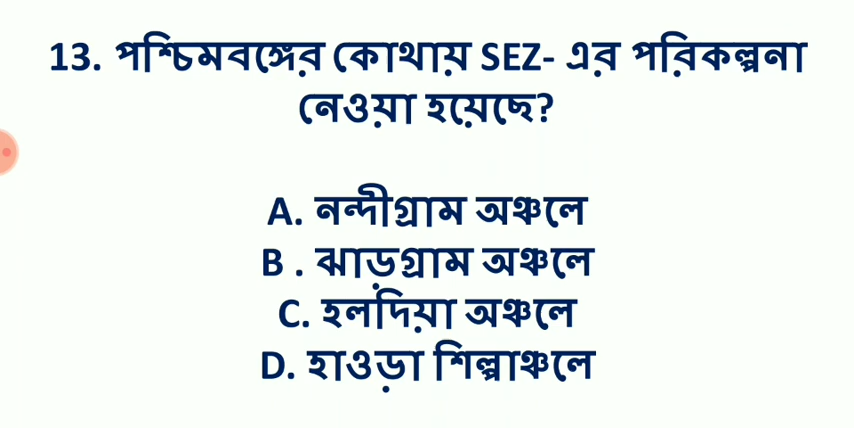 13. পশ্চিমবঙ্গের কোথায় SEZ- এর পরিকল্পনা
নেওয়া হয়েছে?
A. নন্দীগ্রাম অঞ্চলে
B . ঝাড়গ্রাম অঞ্চলে
C. হলদিয়া অঞ্চলে
D. হাওড়া শিল্পাঞ্চলে